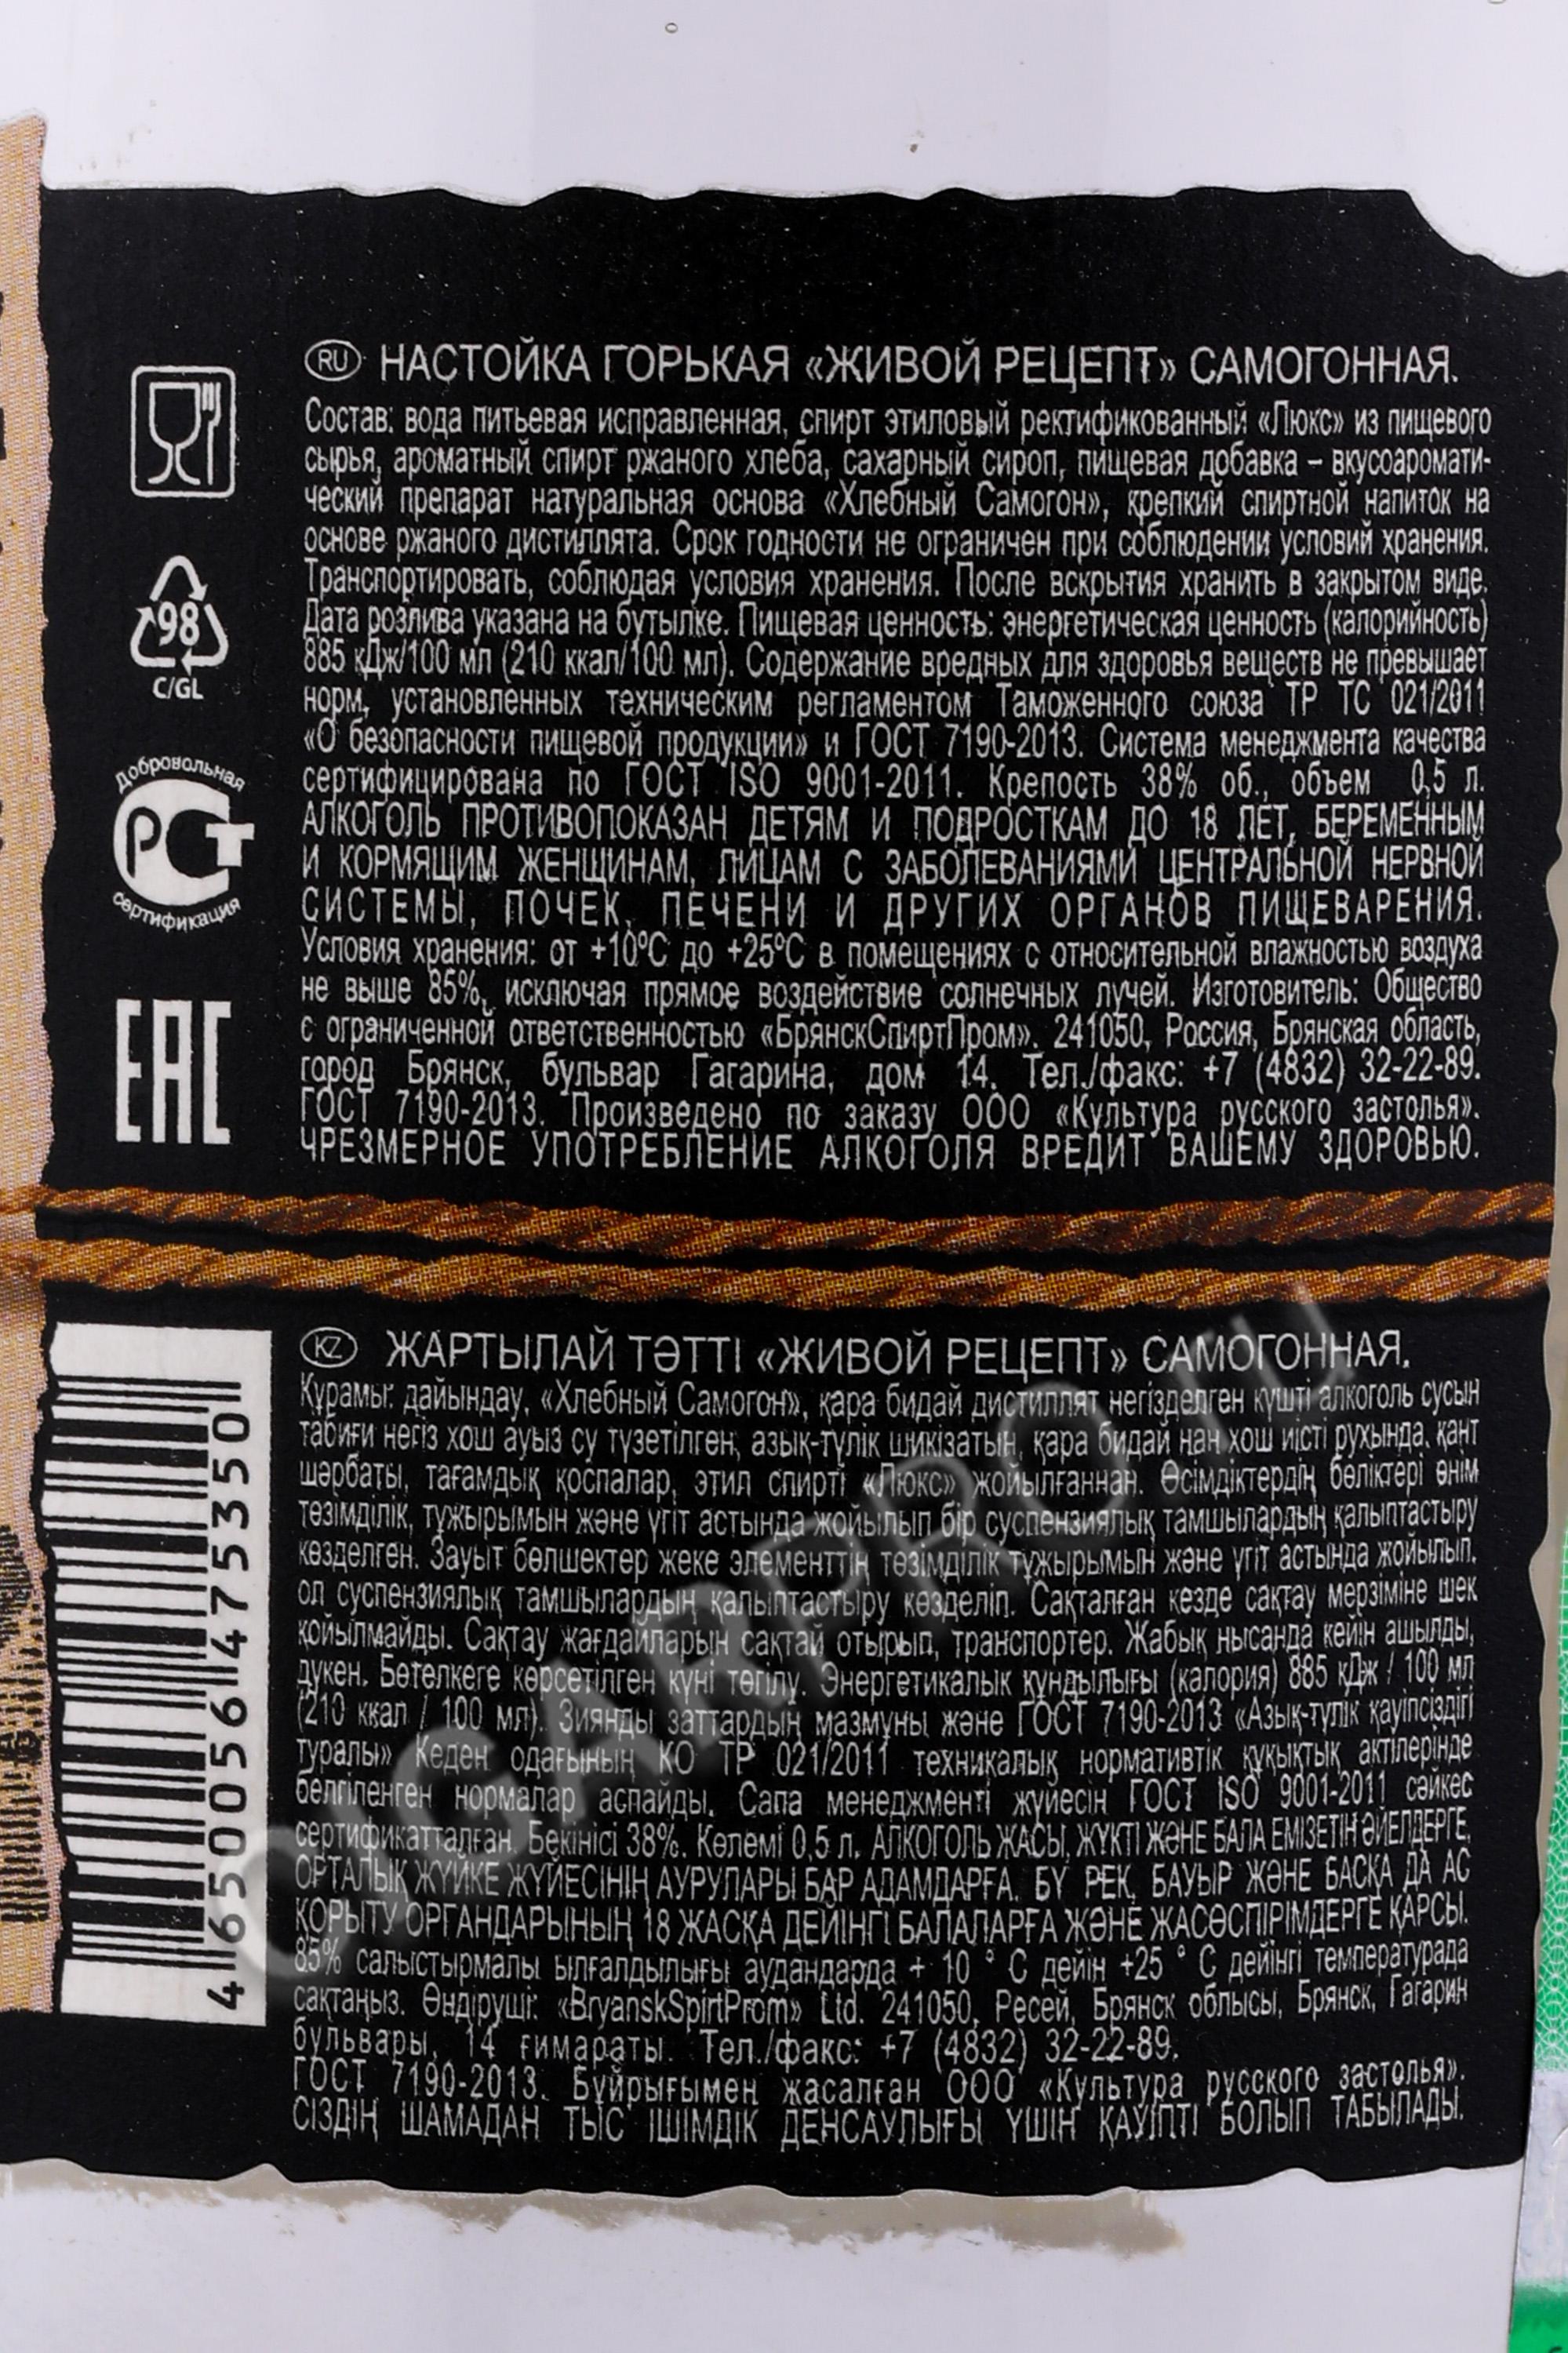 RU НАСТОЙКА ГОРЬКАЯ «ЖИВОЙ РЕЦЕПТ» САМОГОННАЯ.
Состав: вода питьевая исправленная, спирт этиловый ректификованный «Люкс» из пищевого
сырья, ароматный спирт ржаного хлеба, сахарный сироп, пищевая добавка – вкусоаромати-
ческий препарат натуральная основа «Хлебный Самогон», крепкий спиртной напиток на
основе ржаного дистиллята. Срок годности не ограничен при соблюдении условий хранения.
Транспортировать, соблюдая условия хранения. После вскрытия хранить в закрытом виде.
Дата розлива указана на бутылке. Пищевая ценность: энергетическая ценность (калорийность)
885 кДж/100 мл (210 ккал/100 мл). Содержание вредных для здоровья веществ не превышает
норм, установленных техническим регламентом Таможенного союза ТР ТС 021/2011
«О безопасности пищевой продукции» и ГОСТ 7190-2013. Система менеджмента качества
сертифицирована по ГОСТ ISO 9001-2011. Крепость 38% об., объем 0,5 л.
АЛКОГОЛЬ ПРОТИВОПОКАЗАН ДЕТЯМ И ПОДРОСТКАМ ДО 18 ЛЕТ, БЕРЕМЕННЫМ
И КОРМЯЩИМ ЖЕНЩИНАМ, ЛИЦАМ С ЗАБОЛЕВАНИЯМИ ЦЕНТРАЛЬНОЙ НЕРВНОЙ
СИСТЕМЫ, ПОЧЕК, ПЕЧЕНИ И ДРУГИХ ОРГАНОВ ПИЩЕВАРЕНИЯ.
Условия хранения: от +10°С до +25°С в помещениях с относительной влажностью воздуха
не выше 85%, исключая прямое воздействие солнечных лучей. Изготовитель: Общество
с ограниченной ответственностью «БрянскСпиртПром». 241050, Россия, Брянская область,
город Брянск, бульвар Гагарина, дом 14. Тел./факс: +7 (4832) 32-22-89.
ГОСТ 7190-2013. Произведено по заказу ООО «Культура русского застолья».
ЧРЕЗМЕРНОЕ УПОТРЕБЛЕНИЕ АЛКОГОЛЯ ВРЕДИТ ВАШЕМУ ЗДОРОВЬЮ.
98
C/GL
добровольная
РСТ
сертификация
EAC
KZ ЖАРТЫЛАЙ ТӘТТІ «ЖИВОЙ РЕЦЕПТ» САМОГОННАЯ.
Құрамы: дайындау, «Хлебный Самогон», қара бидай дистиллят негізделген күшті алкоголь сусын
табиғи негіз хош ауыз су түзетілген, азық-түлік шикізатын, қара бидай нан хош иісті рухында, қант
шәрбаты, тағамдық қоспалар, этил спирті «Люкс» жойылғаннан. Өсімдіктердің бөліктері өнім
төзімділік, тұжырымын және үгіт астында жойылып бір суспензиялық тамшылардың қалыптастыру
көзделген. Зауыт бөлшектер жеке элементтің төзімділік тұжырымын және үгіт астында жойылып,
ол суспензиялық тамшылардың қалыптастыру көзделіп. Сақталған кезде сақтау мерзіміне шек
қойылмайды. Сақтау жағдайларын сақтай отырып, транспортер. Жабық нысанда кейін ашылды,
дүкен. Бөтелкеге көрсетілген күні төгілу. Энергетикалық құндылығы (калория) 885 кДж / 100 мл
(210 ккал / 100 мл). Зиянды заттардың мазмұны және ГОСТ 7190-2013 «Азық-түлік қауіпсіздігі
туралы» Кеден одағының КО ТР 021/2011 техникалық нормативтік құқықтық актілерінде
белгіленген нормалар аспайды. Сапа менеджменті жүйесін ГОСТ ISO 9001-2011 сәйкес
сертификатталған. Бекінісі 38%. Көлемі 0,5 л. АЛКОГОЛЬ ЖАСЫ, ЖҮКТІ ЖӘНЕ БАЛА ЕМІЗЕТІН ӘЙЕЛДЕРГЕ,
ОРТАЛЫҚ ЖҮЙКЕ ЖҮЙЕСІНІҢ АУРУЛАРЫ БАР АДАМДАРҒА, БҮ РЕК, БАУЫР ЖӘНЕ БАСҚА ДА АС
ҚОРЫТУ ОРГАНДАРЫНЫҢ 18 ЖАСҚА ДЕЙІНГІ БАЛАЛАРҒА ЖӘНЕ ЖАСӨСПІРІМДЕРГЕ ҚАРСЫ.
85% салыстырмалы ылғалдылығы аудандарда + 10 ° С дейін +25 ° С дейінгі температурада
сақтаңыз. Өндіруші: «BryanskSpirtProm» Ltd. 241050, Ресей, Брянск облысы, Брянск, Гагарин
бульвары, 14 ғимараты. Тел./факс: +7 (4832) 32-22-89.
ГОСТ 7190-2013. Бұйрығымен жасалған ООО «Культура русского застолья».
СІЗДІҢ ШАМАДАН ТЫС ІШІМДІК ДЕНСАУЛЫҒЫ ҮШІН ҚАУІПТІ БОЛЫП ТАБЫЛАДЫ.
4 650056 475350
CIGARPRO.ru